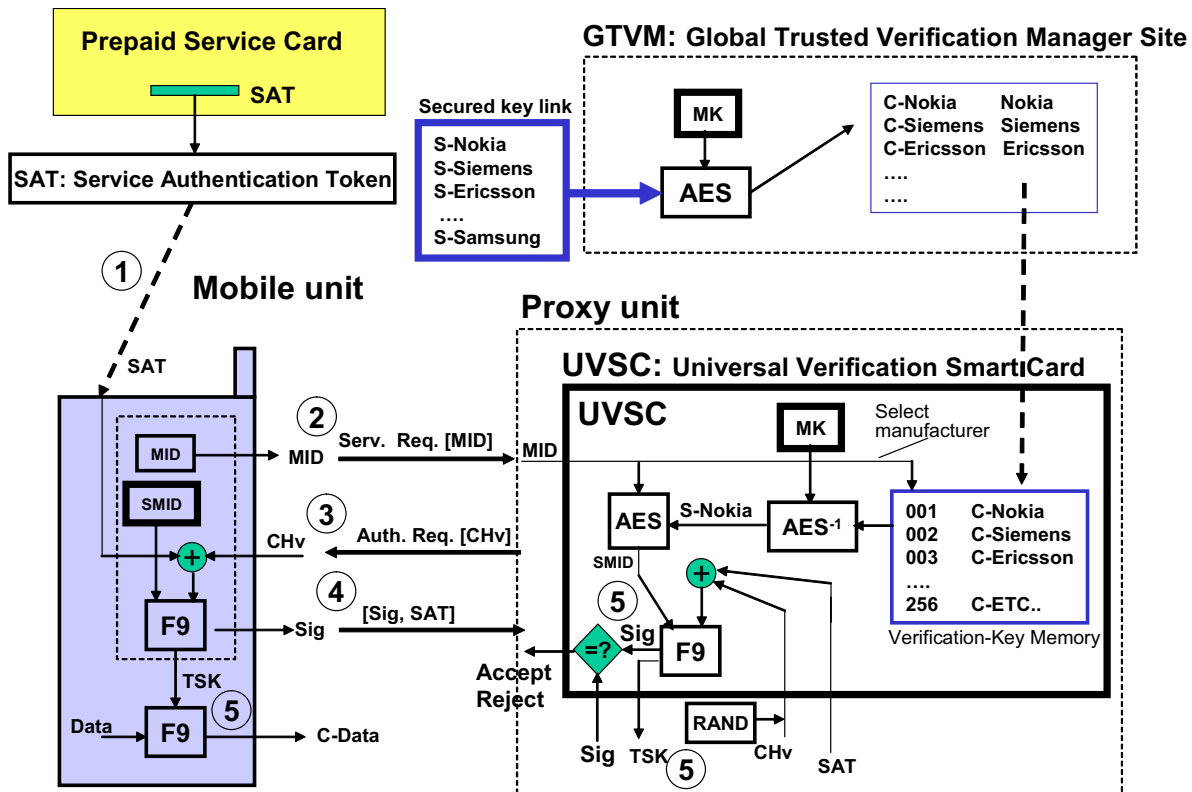 Prepaid Service Card
SAT
SAT: Service Authentication Token
GTVM: Global Trusted Verification Manager Site
Secured key link
S-Nokia
S-Siemens
S-Ericsson
....
S-Samsung
MK
AES
C-Nokia Nokia
C-Siemens Siemens
C-Ericsson Ericsson
....
....
1
Mobile unit
SAT
MID
SMID
+
F9
TSK
Data
F9
5
C-Data
2
MID
Serv. Req. [MID]
3
CHv
Auth. Req. [CHv]
4
Sig
[Sig, SAT]
Proxy unit
UVSC: Universal Verification Smart Card
UVSC
MK
Select
manufacturer
MID
AES
S-Nokia
AES-1
001 C-Nokia
002 C-Siemens
003 C-Ericsson
....
256 C-ETC..
Verification-Key Memory
SMID
+
5
Sig
F9
=?
Accept
Reject
RAND
Sig
TSK
5
CHv
SAT